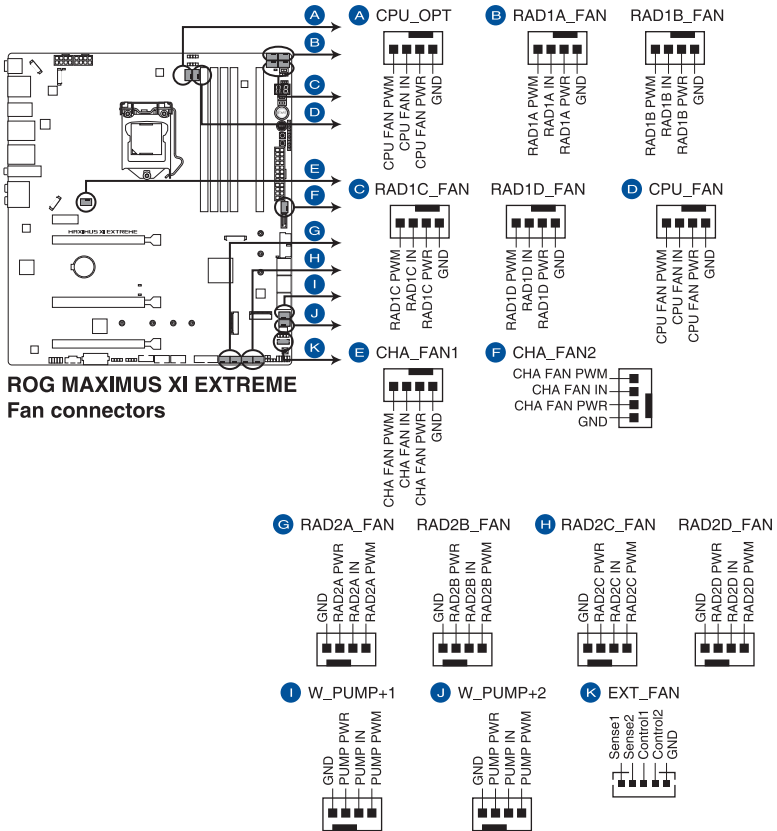 A
B
C
D
E
F
G
H
I
J
K
MAXIMUS XI EXTREME
ROG MAXIMUS XI EXTREME
Fan connectors
A CPU_OPT
CPU FAN PWM
CPU FAN IN
CPU FAN PWR
GND
B RAD1A_FAN
RAD1A PWM
RAD1A IN
RAD1A PWR
GND
RAD1B_FAN
RAD1B PWM
RAD1B IN
RAD1B PWR
GND
C RAD1C_FAN
RAD1C PWM
RAD1C IN
RAD1C PWR
GND
RAD1D_FAN
RAD1D PWM
RAD1D IN
RAD1D PWR
GND
D CPU_FAN
CPU FAN PWM
CPU FAN IN
CPU FAN PWR
GND
E CHA_FAN1
CHA FAN PWM
CHA FAN IN
CHA FAN PWR
GND
F CHA_FAN2
CHA FAN PWM
CHA FAN IN
CHA FAN PWR
GND
G RAD2A_FAN
GND
RAD2A PWR
RAD2A IN
RAD2A PWM
RAD2B_FAN
GND
RAD2B PWR
RAD2B IN
RAD2B PWM
H RAD2C_FAN
GND
RAD2C PWR
RAD2C IN
RAD2C PWM
RAD2D_FAN
GND
RAD2D PWR
RAD2D IN
RAD2D PWM
I W_PUMP+1
GND
PUMP PWR
PUMP IN
PUMP PWM
J W_PUMP+2
GND
PUMP PWR
PUMP IN
PUMP PWM
K EXT_FAN
Sense1
Sense2
Control1
Control2
GND